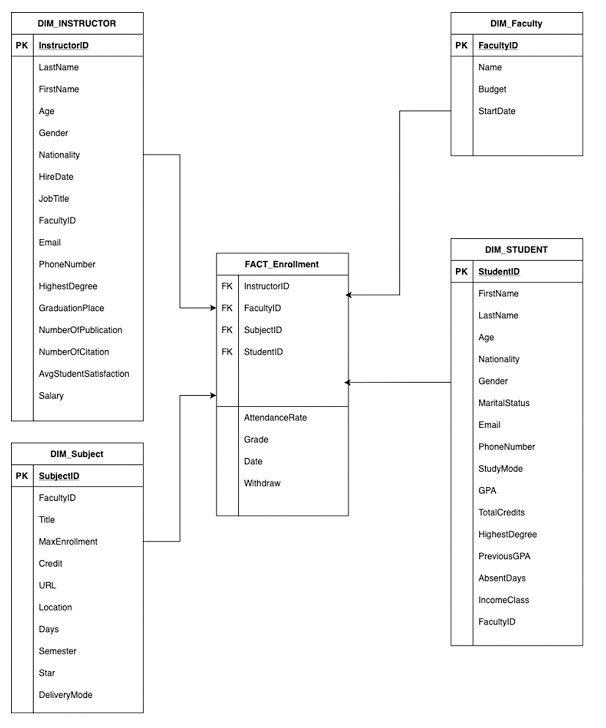 DIM_INSTRUCTOR
PK InstructorID
LastName
FirstName
Age
Gender
Nationality
HireDate
JobTitle
FacultyID
Email
PhoneNumber
HighestDegree
GraduationPlace
NumberOfPublication
NumberOfCitation
AvgStudentSatisfaction
Salary
DIM_Subject
PK SubjectID
FacultyID
Title
MaxEnrollment
Credit
URL
Location
Days
Semester
Star
DeliveryMode
FACT_Enrollment
FK InstructorID
FK FacultyID
FK SubjectID
FK StudentID
AttendanceRate
Grade
Date
Withdraw
DIM_Faculty
PK FacultyID
Name
Budget
StartDate
DIM_STUDENT
PK StudentID
FirstName
LastName
Age
Nationality
Gender
MaritalStatus
Email
PhoneNumber
StudyMode
GPA
TotalCredits
HighestDegree
PreviousGPA
AbsentDays
IncomeClass
FacultyID